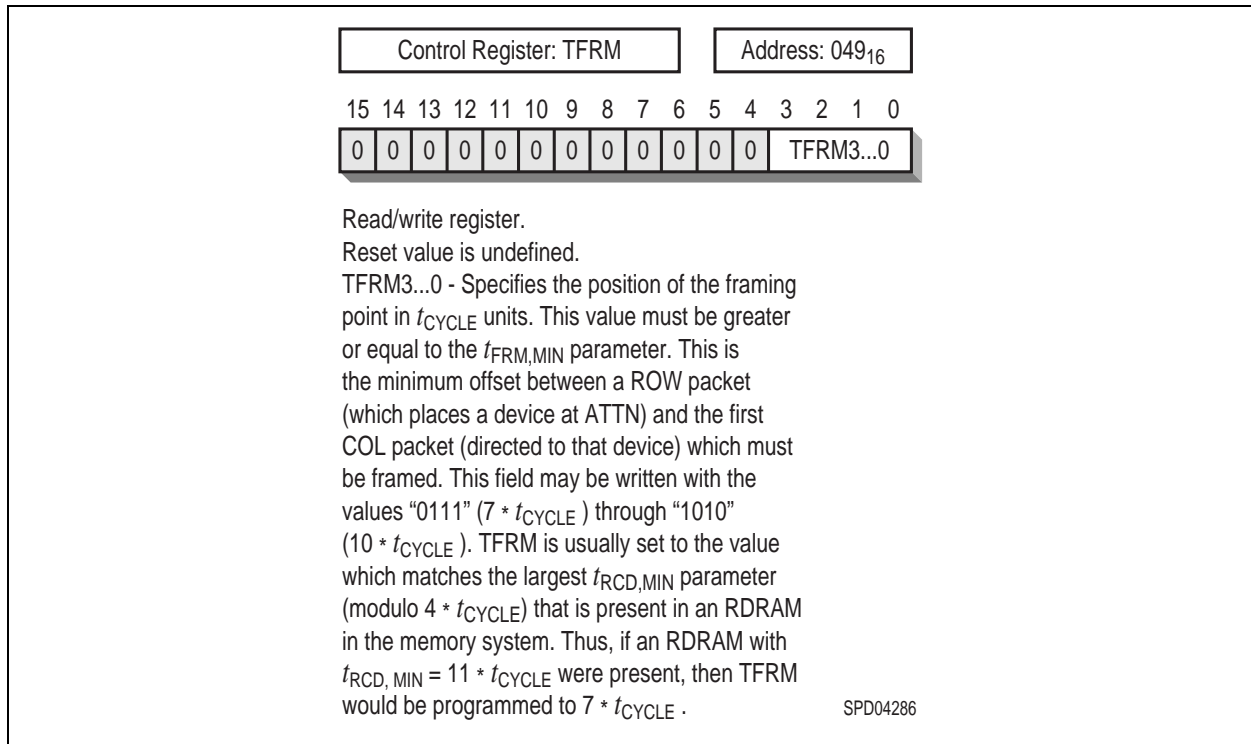 Control Register: TFRM Address: 049₁₆
15 14 13 12 11 10 9 8 7 6 5 4 3 2 1 0
0 0 0 0 0 0 0 0 0 0 0 0 TFRM3...0
Read/write register.
Reset value is undefined.
TFRM3...0 - Specifies the position of the framing
point in tCYCLE units. This value must be greater
or equal to the tFRM,MIN parameter. This is
the minimum offset between a ROW packet
(which places a device at ATTN) and the first
COL packet (directed to that device) which must
be framed. This field may be written with the
values “0111” (7 * tCYCLE ) through “1010”
(10 * tCYCLE ). TFRM is usually set to the value
which matches the largest tRCD,MIN parameter
(modulo 4 * tCYCLE) that is present in an RDRAM
in the memory system. Thus, if an RDRAM with
tRCD, MIN = 11 * tCYCLE were present, then TFRM
would be programmed to 7 * tCYCLE . SPD04286